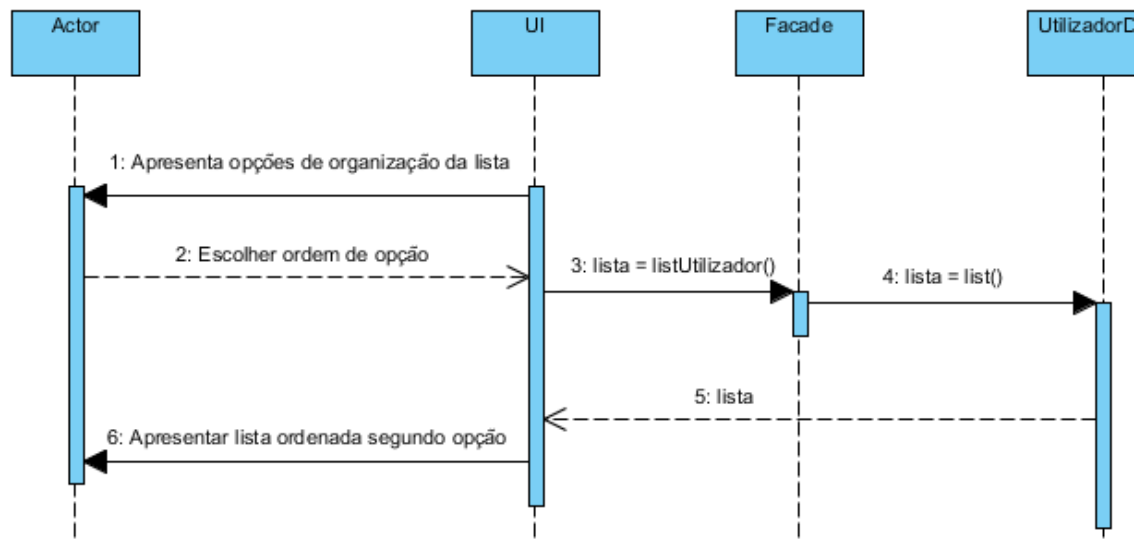 Actor
UI
Facade
UtilizadorD
1: Apresenta opções de organização da lista
2: Escolher ordem de opção
3: lista = listUtilizador()
4: lista = list()
5: lista
6: Apresentar lista ordenada segundo opção